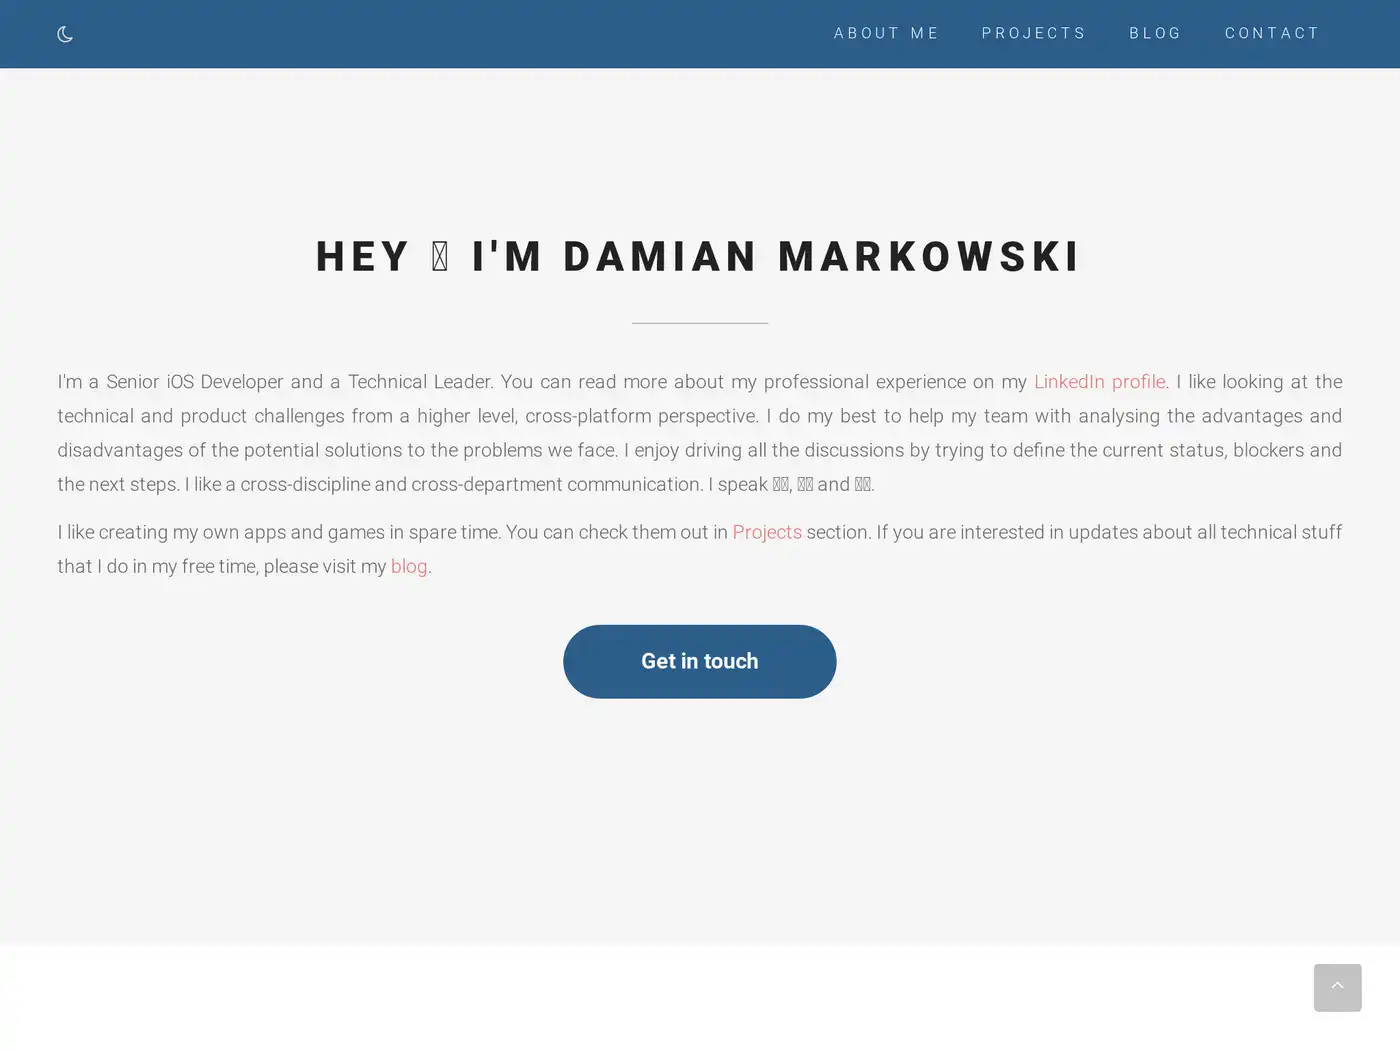 ABOUT ME PROJECTS BLOG CONTACT
HEY I'M DAMIAN MARKOWSKI
I'm a Senior iOS Developer and a Technical Leader. You can read more about my professional experience on my LinkedIn profile. I like looking at the
technical and product challenges from a higher level, cross-platform perspective. I do my best to help my team with analysing the advantages and
disadvantages of the potential solutions to the problems we face. I enjoy driving all the discussions by trying to define the current status, blockers and
the next steps. I like a cross-discipline and cross-department communication. I speak , and .
I like creating my own apps and games in spare time. You can check them out in Projects section. If you are interested in updates about all technical stuff
that I do in my free time, please visit my blog.
Get in touch